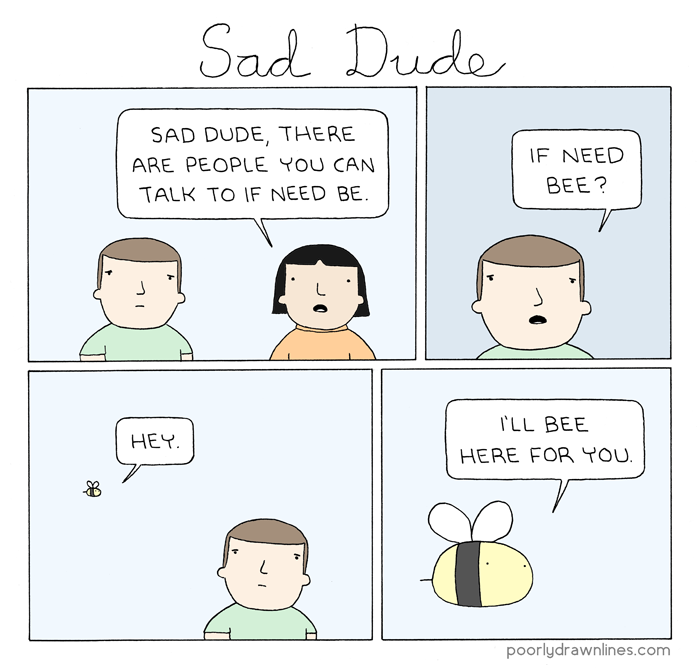 Sad Dude
SAD DUDE, THERE
ARE PEOPLE YOU CAN
TALK TO IF NEED BE.
IF NEED
BEE?
HEY.
I'LL BEE
HERE FOR YOU.
poorlydrawnlines.com